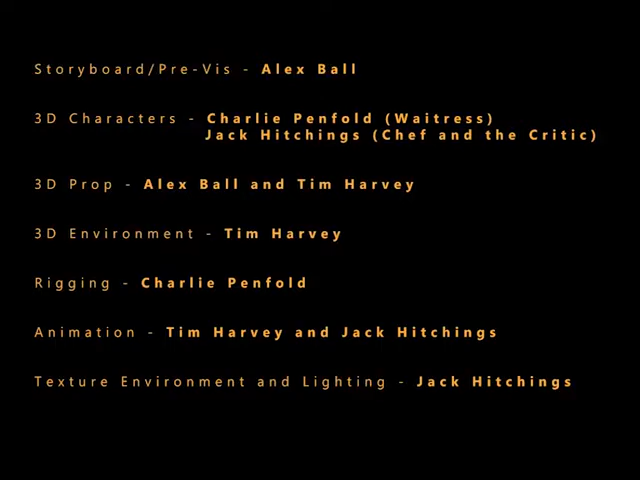 Storyboard/Pre-Vis - Alex Ball
3D Characters - Charlie Penfold (Waitress)
Jack Hitchings (Chef and the Critic)
3D Prop - Alex Ball and Tim Harvey
3D Environment - Tim Harvey
Rigging - Charlie Penfold
Animation - Tim Harvey and Jack Hitchings
Texture Environment and Lighting - Jack Hitchings